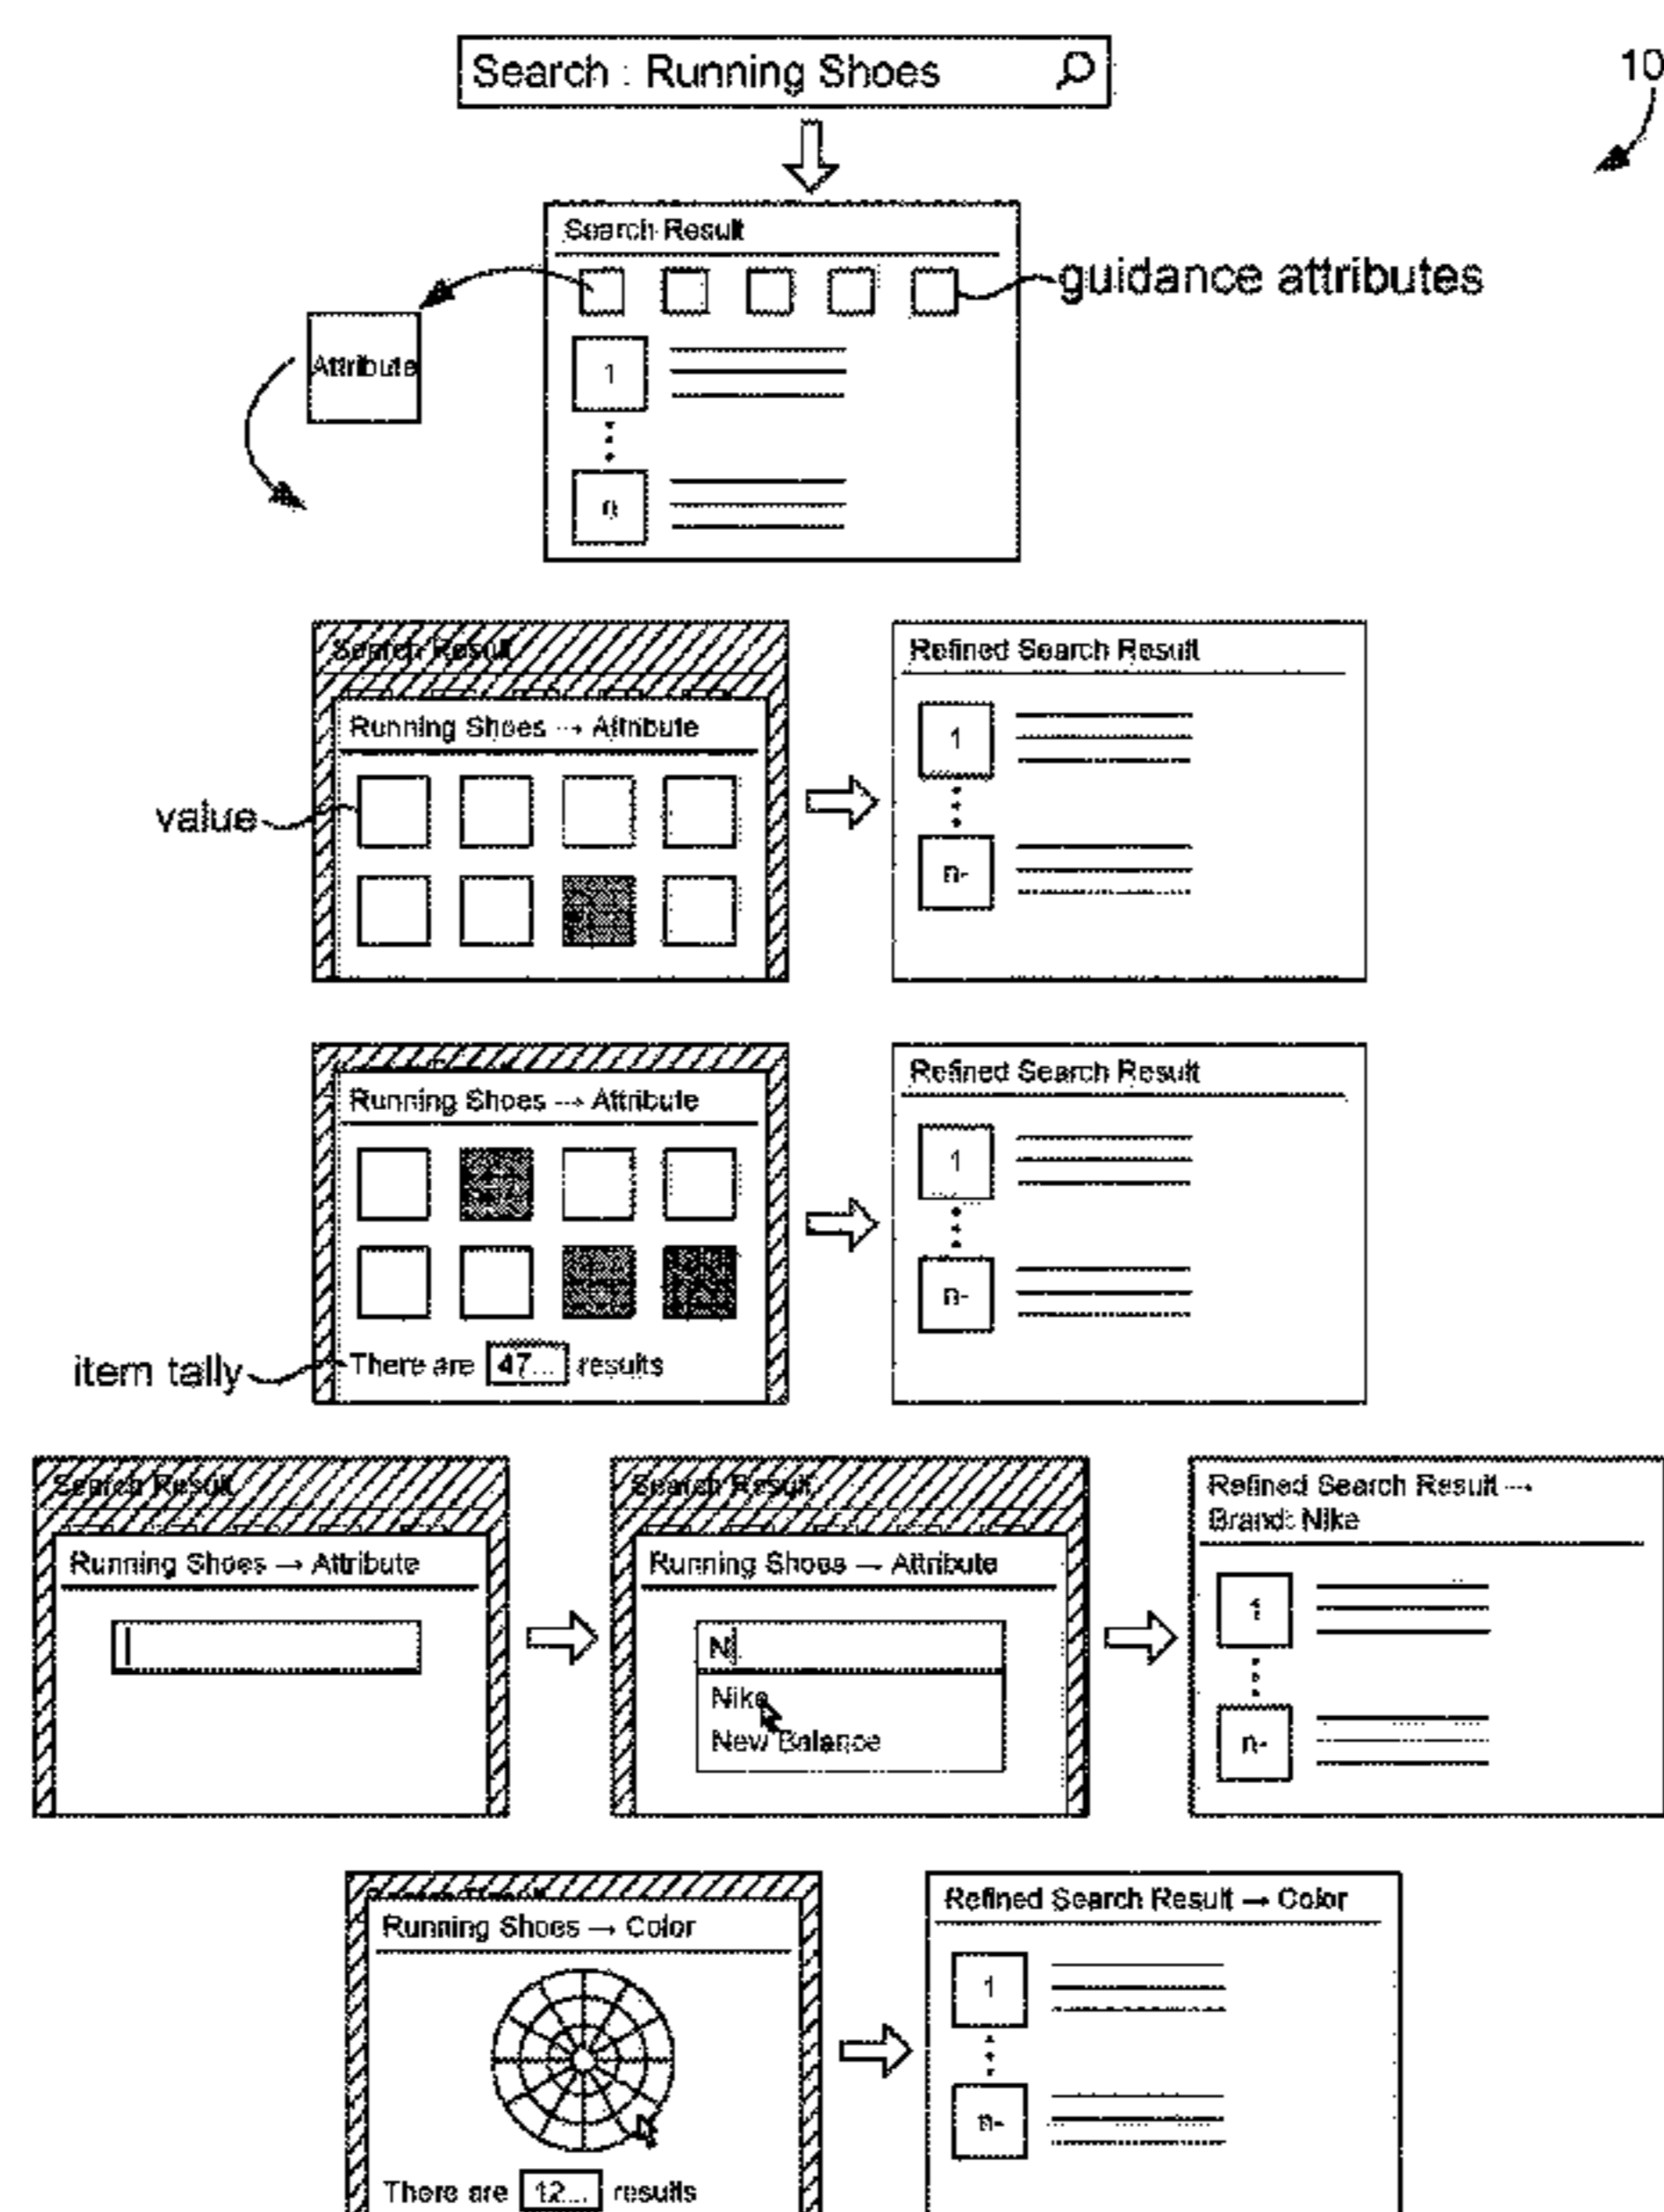 Search : Running Shoes
10
Search Result
guidance attributes
Attribute
1
n
Search Result
Running Shoes → Attribute
value
Refined Search Result
1
n-
Running Shoes → Attribute
item tally
There are 47... results
Refined Search Result
1
n-
Search Result
Running Shoes → Attribute
Search Result
Running Shoes → Attribute
N
Nike
New Balance
Refined Search Result →
Brand: Nike
1
n-
Running Shoes → Color
There are 12... results
Refined Search Result → Color
1
n-